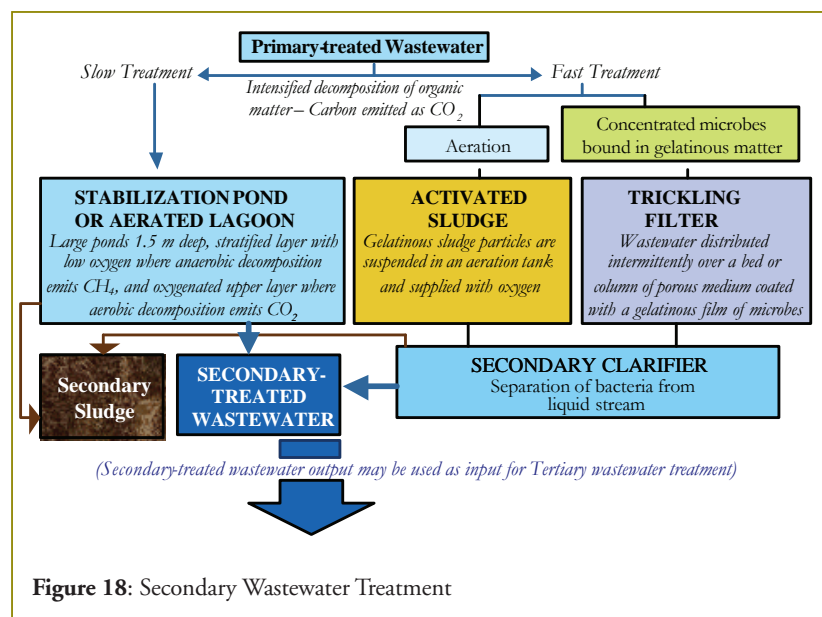 Primary-treated Wastewater
Slow Treatment
Fast Treatment
Intensified decomposition of organic
matter – Carbon emitted as CO₂
Aeration
Concentrated microbes
bound in gelatinous matter
STABILIZATION POND
OR AERATED LAGOON
Large ponds 1.5 m deep, stratified layer with
low oxygen where anaerobic decomposition
emits CH₄, and oxygenated upper layer where
aerobic decomposition emits CO₂
ACTIVATED
SLUDGE
Gelatinous sludge particles are
suspended in an aeration tank
and supplied with oxygen
TRICKLING
FILTER
Wastewater distributed
intermittently over a bed or
column of porous medium coated
with a gelatinous film of microbes
Secondary
Sludge
SECONDARY-
TREATED
WASTEWATER
SECONDARY CLARIFIER
Separation of bacteria from
liquid stream
(Secondary-treated wastewater output may be used as input for Tertiary wastewater treatment)
Figure 18: Secondary Wastewater Treatment